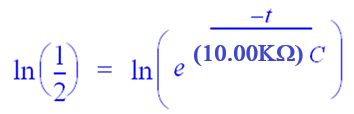 ln(1/2) = ln(e^(-t/((10.00KΩ) C)))